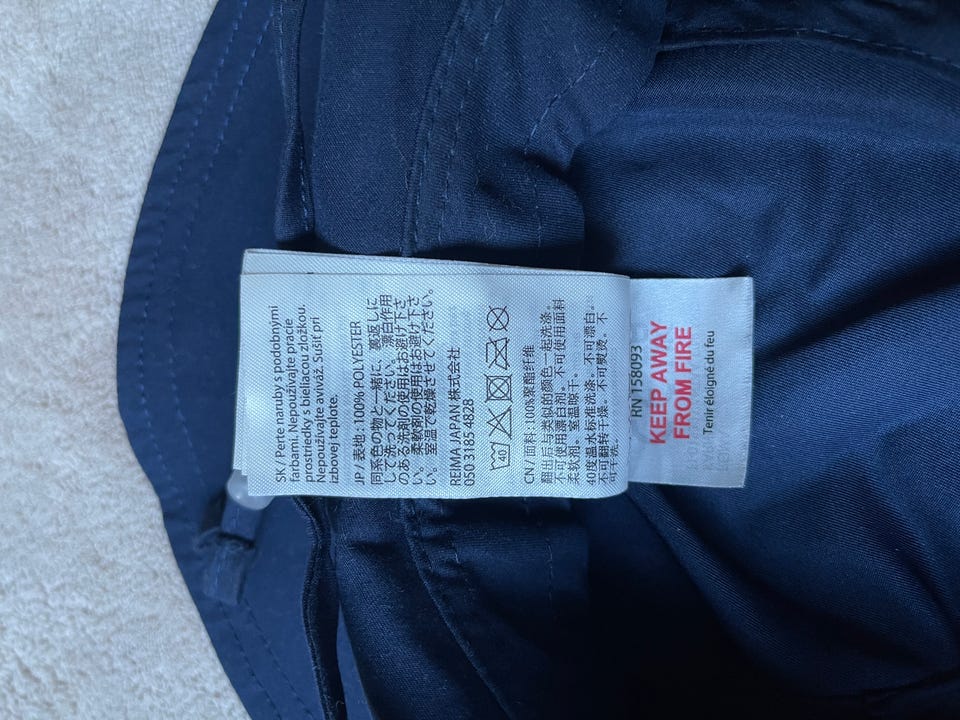 SK / Perte naruby s podobnými
farbami. Nepoužívajte pracie
prostriedky s bieliacou zložkou.
Nepoužívajte aviváž. Sušiť pri
izbovej teplote.
JP / 表地 : 100% POLYESTER
同系色の物と一緒に、裏返しに
して洗ってください。 漂白作用
のある洗剤の使用はお避け下さ
い。 柔軟剤の使用はお避け下さ
い。 室温で乾燥させてください。
REIMA JAPAN 株式会社
050 3185 4828
40
CN / 面料 : 100%聚酯纤维
翻出后与类似的颜色一起洗涤。
不可使用漂白剂。不可使用面料
柔软剂。室温晾干。
40度温水标准洗涤。不可漂白。
不可翻转干燥。不可熨烫。不
可干洗。
RN 158093
KEEP AWAY
FROM FIRE
Tenir éloigné du feu